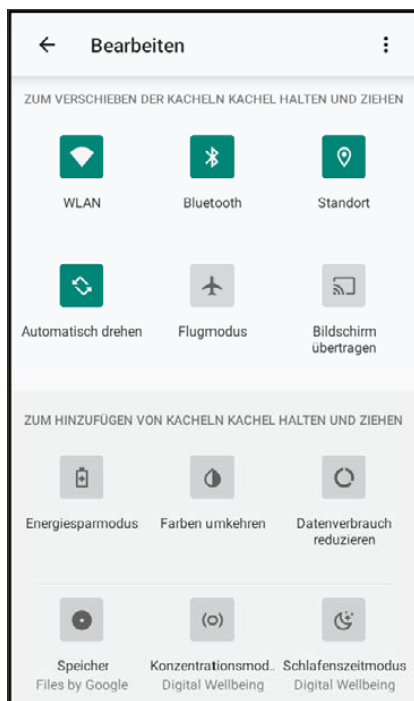 Bearbeiten
ZUM VERSCHIEBEN DER KACHELN KACHEL HALTEN UND ZIEHEN
WLAN
Bluetooth
Standort
Automatisch drehen
Flugmodus
Bildschirm
übertragen
ZUM HINZUFÜGEN VON KACHELN KACHEL HALTEN UND ZIEHEN
Energiesparmodus
Farben umkehren
Datenverbrauch
reduzieren
Speicher
Files by Google
Konzentrationsmod..
Digital Wellbeing
Schlafenszeitmodus
Digital Wellbeing